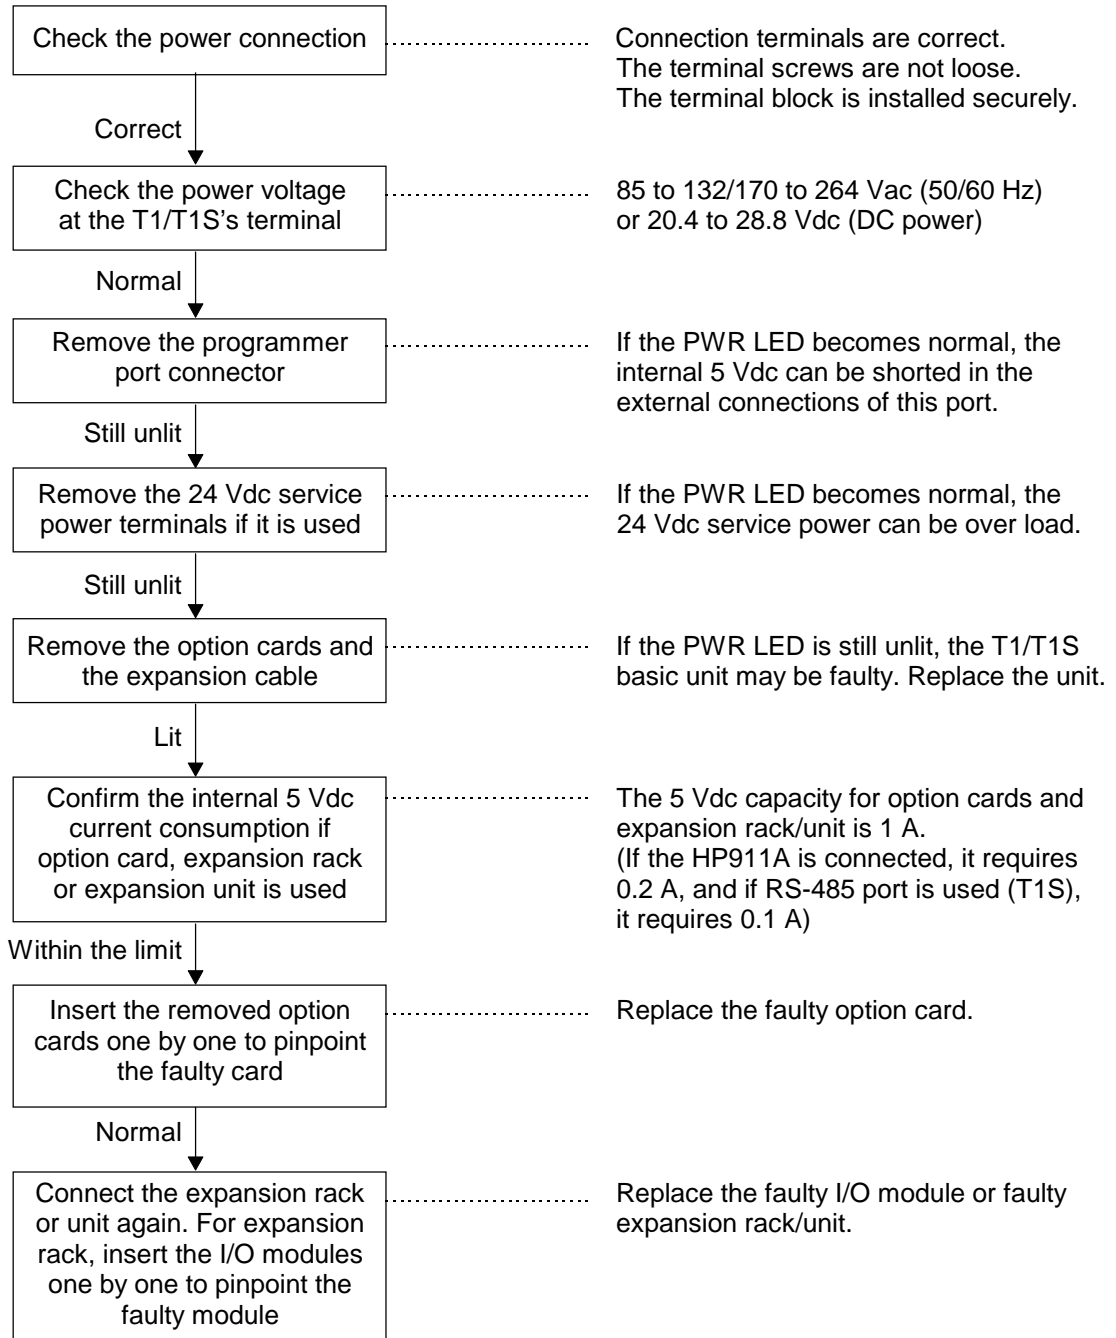 Check the power connection
Connection terminals are correct.
The terminal screws are not loose.
The terminal block is installed securely.
Correct
Check the power voltage
at the T1/T1S's terminal
85 to 132/170 to 264 Vac (50/60 Hz)
or 20.4 to 28.8 Vdc (DC power)
Normal
Remove the programmer
port connector
If the PWR LED becomes normal, the
internal 5 Vdc can be shorted in the
external connections of this port.
Still unlit
Remove the 24 Vdc service
power terminals if it is used
If the PWR LED becomes normal, the
24 Vdc service power can be over load.
Still unlit
Remove the option cards and
the expansion cable
If the PWR LED is still unlit, the T1/T1S
basic unit may be faulty. Replace the unit.
Lit
Confirm the internal 5 Vdc
current consumption if
option card, expansion rack
or expansion unit is used
The 5 Vdc capacity for option cards and
expansion rack/unit is 1 A.
(If the HP911A is connected, it requires
0.2 A, and if RS-485 port is used (T1S),
it requires 0.1 A)
Within the limit
Insert the removed option
cards one by one to pinpoint
the faulty card
Replace the faulty option card.
Normal
Connect the expansion rack
or unit again. For expansion
rack, insert the I/O modules
one by one to pinpoint the
faulty module
Replace the faulty I/O module or faulty
expansion rack/unit.